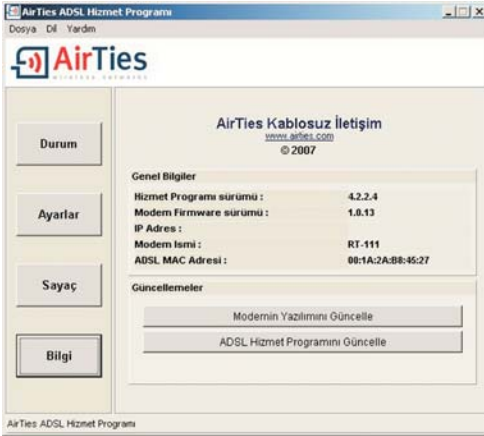 AirTies ADSL Hizmet Programı
Dosya Dil Yardım
AirTies
wireless networks
Durum
Ayarlar
Sayaç
Bilgi
AirTies Kablosuz İletişim
www.airties.com
© 2007
Genel Bilgiler
Hizmet Programı sürümü : 4.2.2.4
Modem Firmware sürümü : 1.0.13
IP Adres :
Modem Ismi : RT-111
ADSL MAC Adresi : 00:1A:2A:B8:45:27
Güncellemeler
Modemin Yazılımını Güncelle
ADSL Hizmet Programını Güncelle
AirTies ADSL Hizmet Programı